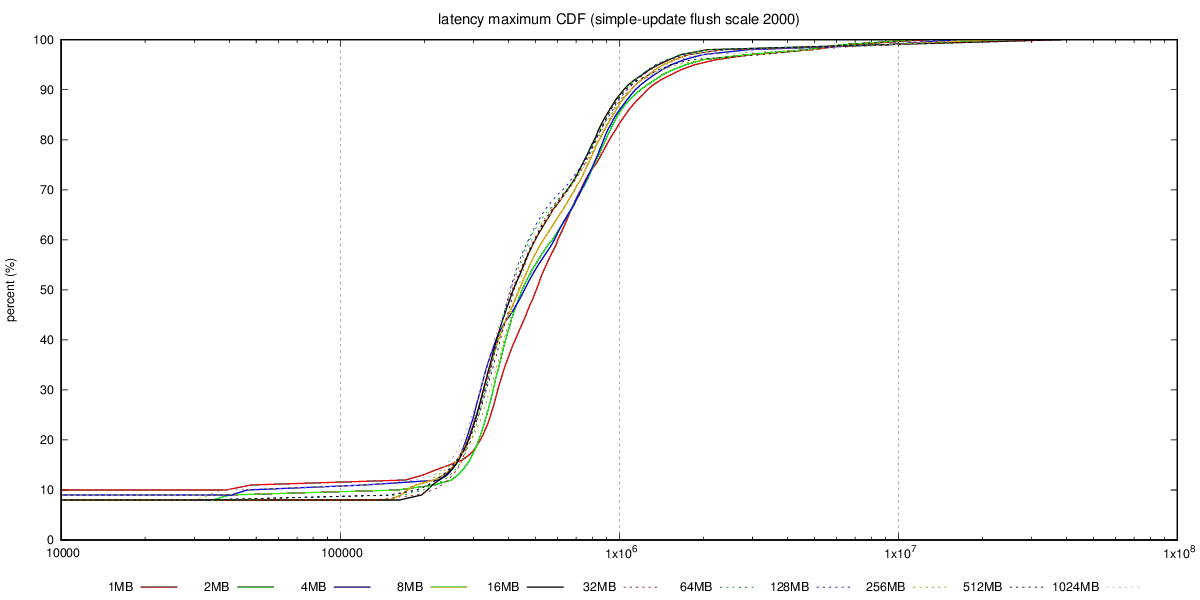 latency maximum CDF (simple-update flush scale 2000)
100
90
80
70
60
50
40
30
20
10
0
percent (%)
10000 100000 1x10⁶ 1x10⁷ 1x10⁸
1MB 2MB 4MB 8MB 16MB 32MB 64MB 128MB 256MB 512MB 1024MB